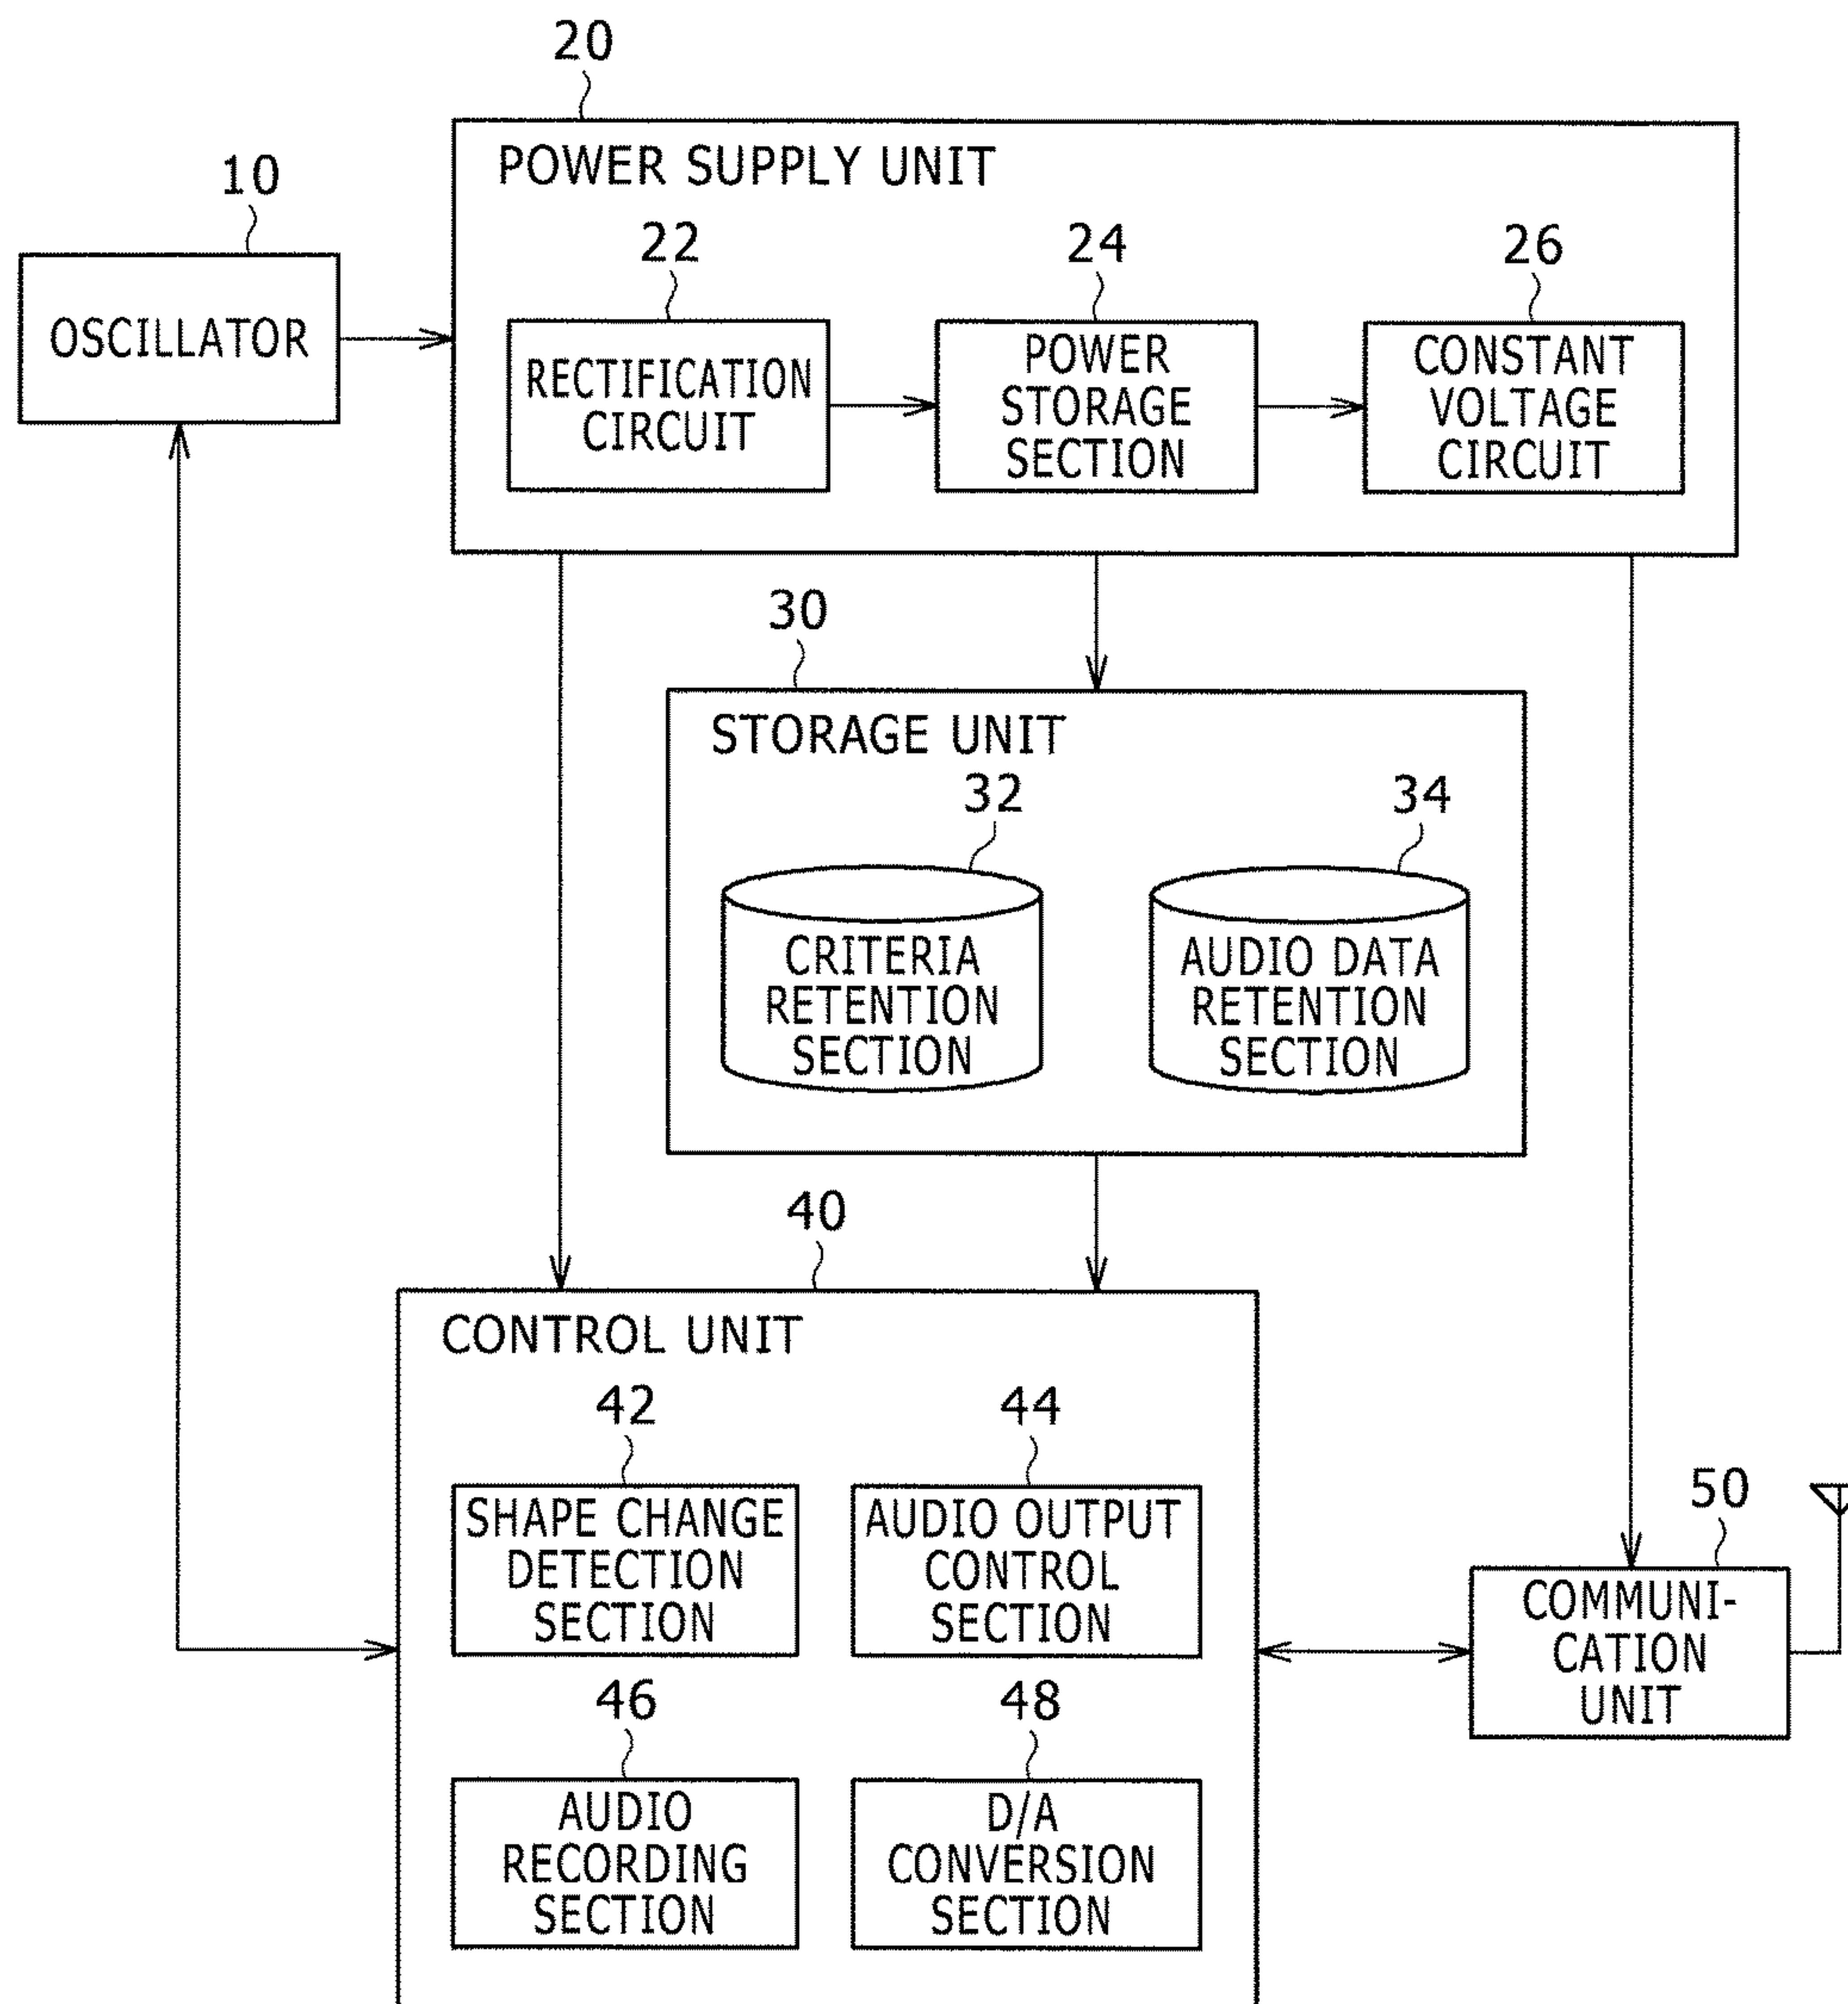 20
POWER SUPPLY UNIT
10
OSCILLATOR
22
RECTIFICATION
CIRCUIT
24
POWER
STORAGE
SECTION
26
CONSTANT
VOLTAGE
CIRCUIT
30
STORAGE UNIT
32
CRITERIA
RETENTION
SECTION
34
AUDIO DATA
RETENTION
SECTION
40
CONTROL UNIT
42
SHAPE CHANGE
DETECTION
SECTION
44
AUDIO OUTPUT
CONTROL
SECTION
46
AUDIO
RECORDING
SECTION
48
D/A
CONVERSION
SECTION
50
COMMUNI-
CATION
UNIT